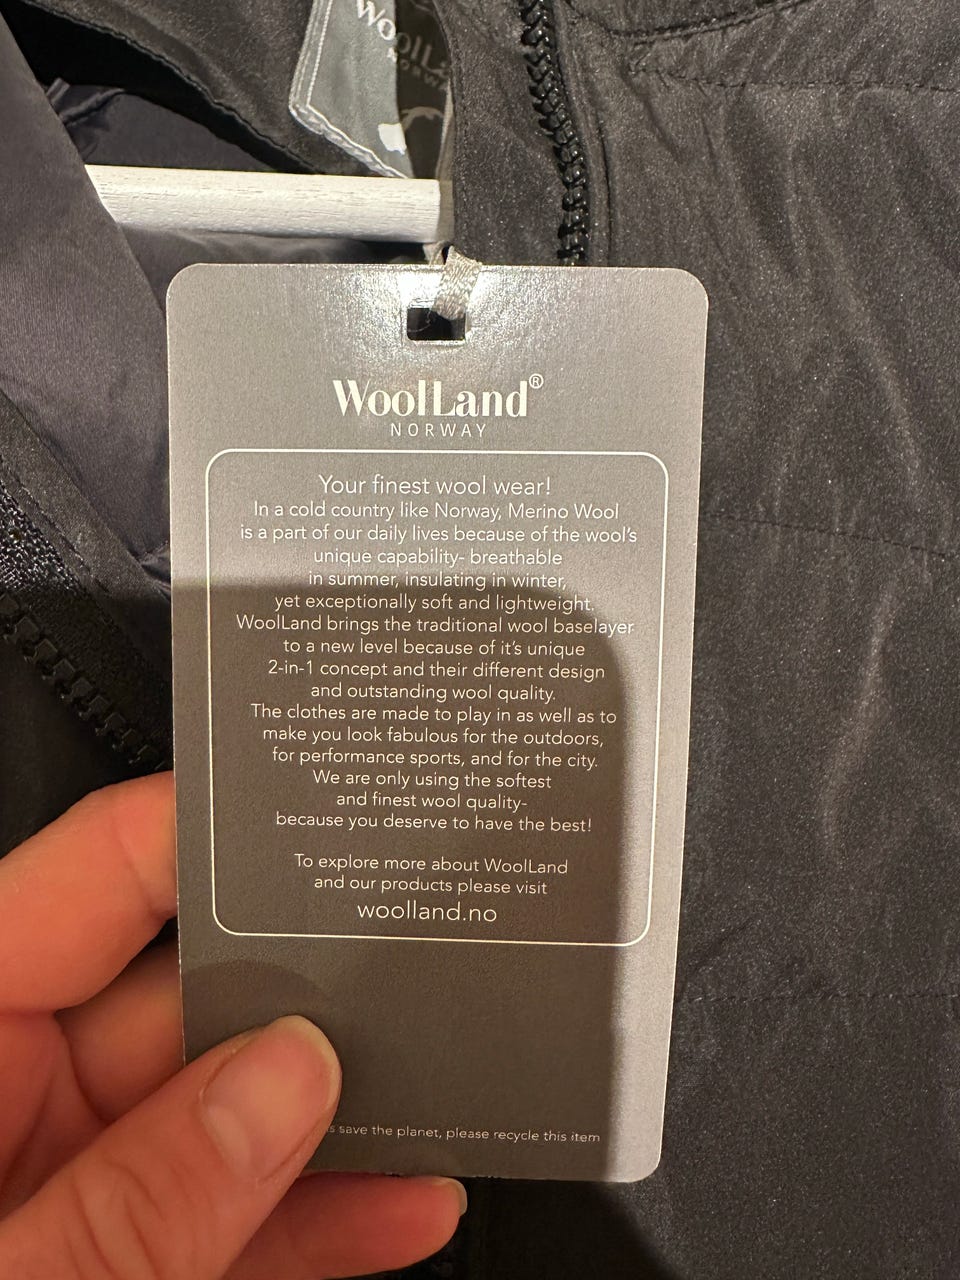 WoolLand®
NORWAY
Your finest wool wear!
In a cold country like Norway, Merino Wool
is a part of our daily lives because of the wool's
unique capability- breathable
in summer, insulating in winter,
yet exceptionally soft and lightweight.
WoolLand brings the traditional wool baselayer
to a new level because of it's unique
2-in-1 concept and their different design
and outstanding wool quality.
The clothes are made to play in as well as to
make you look fabulous for the outdoors,
for performance sports, and for the city.
We are only using the softest
and finest wool quality-
because you deserve to have the best!
To explore more about WoolLand
and our products please visit
woolland.no
save the planet, please recycle this item